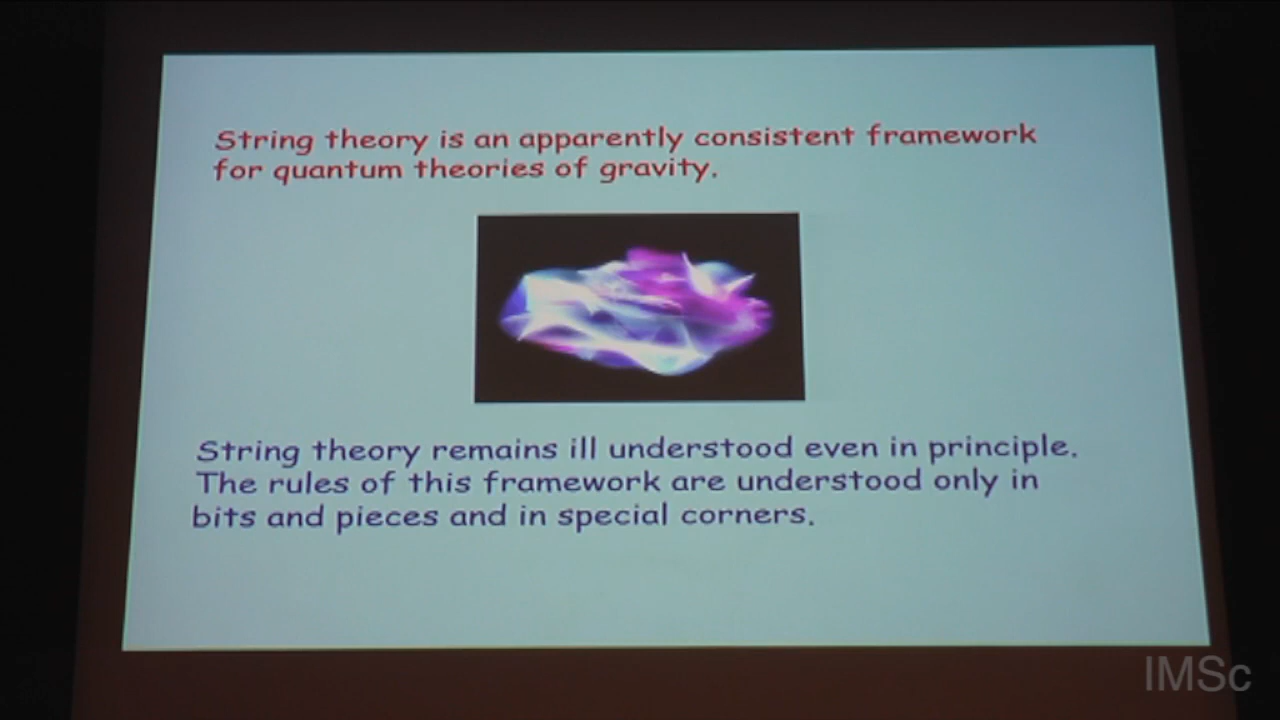 String theory is an apparently consistent framework
for quantum theories of gravity.
String theory remains ill understood even in principle.
The rules of this framework are understood only in
bits and pieces and in special corners.
IMSc